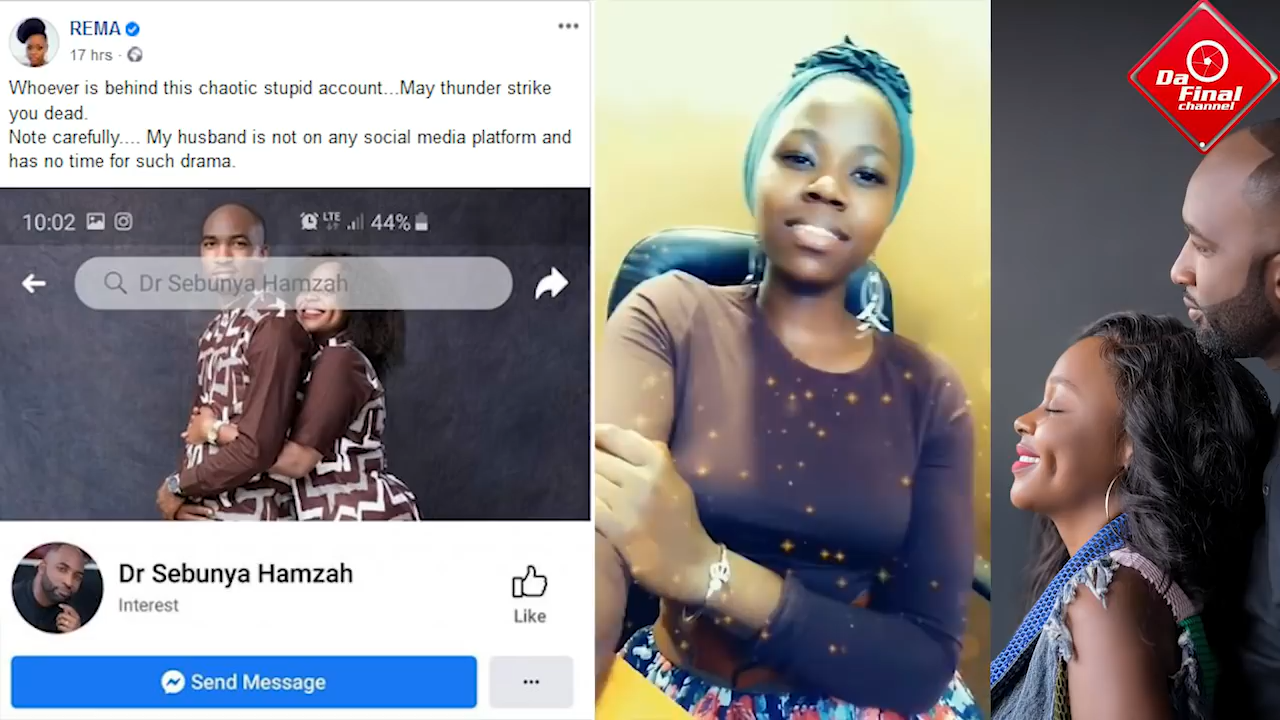 REMA
17 hrs ·
Whoever is behind this chaotic stupid account...May thunder strike
you dead.
Note carefully.... My husband is not on any social media platform and
has no time for such drama.
10:02
LTE
44%
Dr Sebunya Hamzah
Dr Sebunya Hamzah
Interest
Like
Send Message
Da
Final
channel